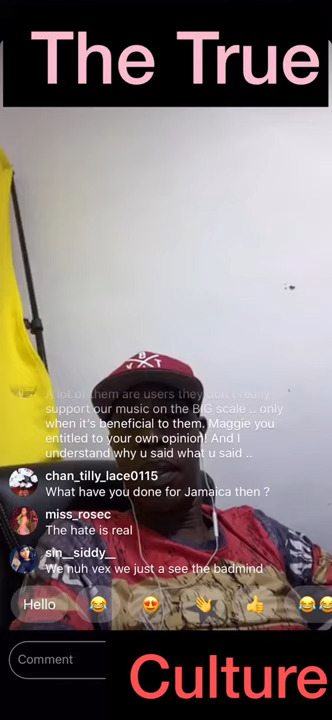 The True
A lot of them are users they don't really
support our music on the BIG scale .. only
when it's beneficial to them. Maggie you
entitled to your own opinion! And I
understand why u said what u said ..
chan_tilly_lace0115
What have you done for Jamaica then ?
miss_rosec
The hate is real
sin__siddy__
We nuh vex we just a see the badmind
Hello 😂 😍 👋 👍 😂😂
Comment
Culture